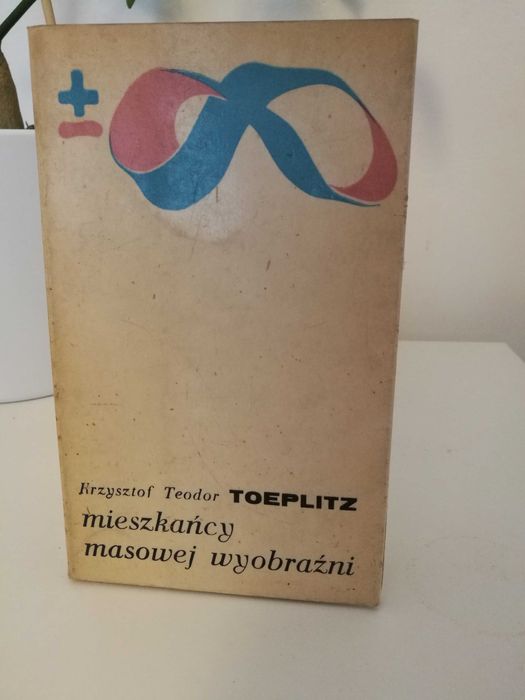 ±∞
Krzysztof Teodor TOEPLITZ
mieszkańcy
masowej wyobraźni